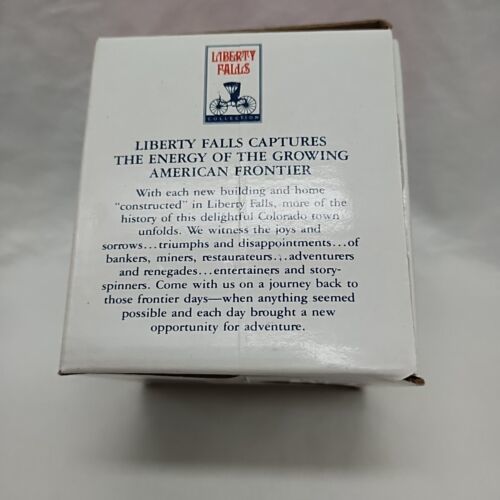 LIBERTY
FALLS
COLLECTION
LIBERTY FALLS CAPTURES
THE ENERGY OF THE GROWING
AMERICAN FRONTIER
With each new building and home
"constructed" in Liberty Falls, more of the
history of this delightful Colorado town
unfolds. We witness the joys and
sorrows...triumphs and disappointments...of
bankers, miners, restaurateurs...adventurers
and renegades...entertainers and story-
spinners. Come with us on a journey back to
those frontier days—when anything seemed
possible and each day brought a new
opportunity for adventure.